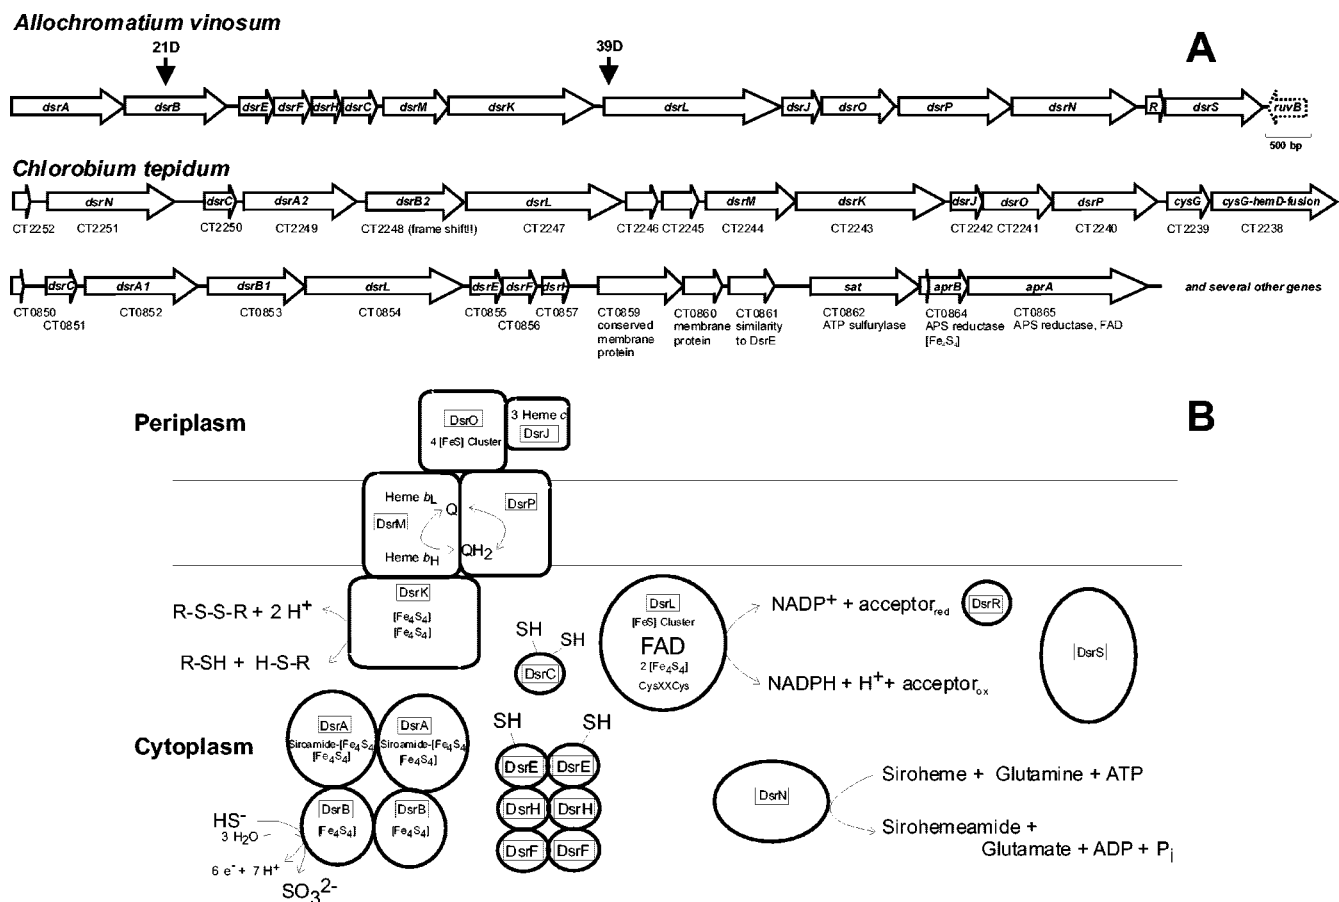 Allochromatium vinosum
A
21D 39D
dsrA dsrB dsrE dsrF dsrH dsrC dsrM dsrK dsrL dsrJ dsrO dsrP dsrN R dsrS ruvB
500 bp
Chlorobium tepidum
dsrN dsrC dsrA2 dsrB2 dsrL dsrM dsrK dsrJ dsrO dsrP cysG cysG-hemD-fusion
CT2252 CT2251 CT2250 CT2249 CT2248 (frame shift!!!) CT2247 CT2246 CT2245 CT2244 CT2243 CT2242 CT2241 CT2240 CT2239 CT2238
dsrC dsrA1 dsrB1 dsrL dsrE dsrF dsrH sat aprB aprA and several other genes
CT0850 CT0851 CT0852 CT0853 CT0854 CT0855 CT0856 CT0857 CT0859 CT0860 CT0861 CT0862 CT0864 CT0865
conserved membrane similarity ATP sulfurylase APS reductase APS reductase, FAD
membrane protein to DsrE [Fe4S4]
protein
B
Periplasm
DsrO 3 Heme c
4 [FeS] Cluster DsrJ
Heme bL Q DsrP
DsrM
Heme bH QH2
DsrK
R-S-S-R + 2 H+ [Fe4S4]
[Fe4S4]
R-SH + H-S-R
SH SH
DsrC
DsrL
[FeS] Cluster
FAD
2 [Fe4S4]
CysXXCys
NADP+ + acceptor red
NADPH + H+ + acceptor ox
DsrR
DsrS
Cytoplasm
DsrA DsrA
Siroamide-[Fe4S4 Siroamide-[Fe4S4
[Fe4S4] [Fe4S4]
DsrB DsrB
[Fe4S4] [Fe4S4]
HS-
3 H2O
6 e- + 7 H+
SO3 2-
SH SH
DsrE DsrE
DsrH DsrH
DsrF DsrF
DsrN
Siroheme + Glutamine + ATP
Sirohemeamide +
Glutamate + ADP + Pi